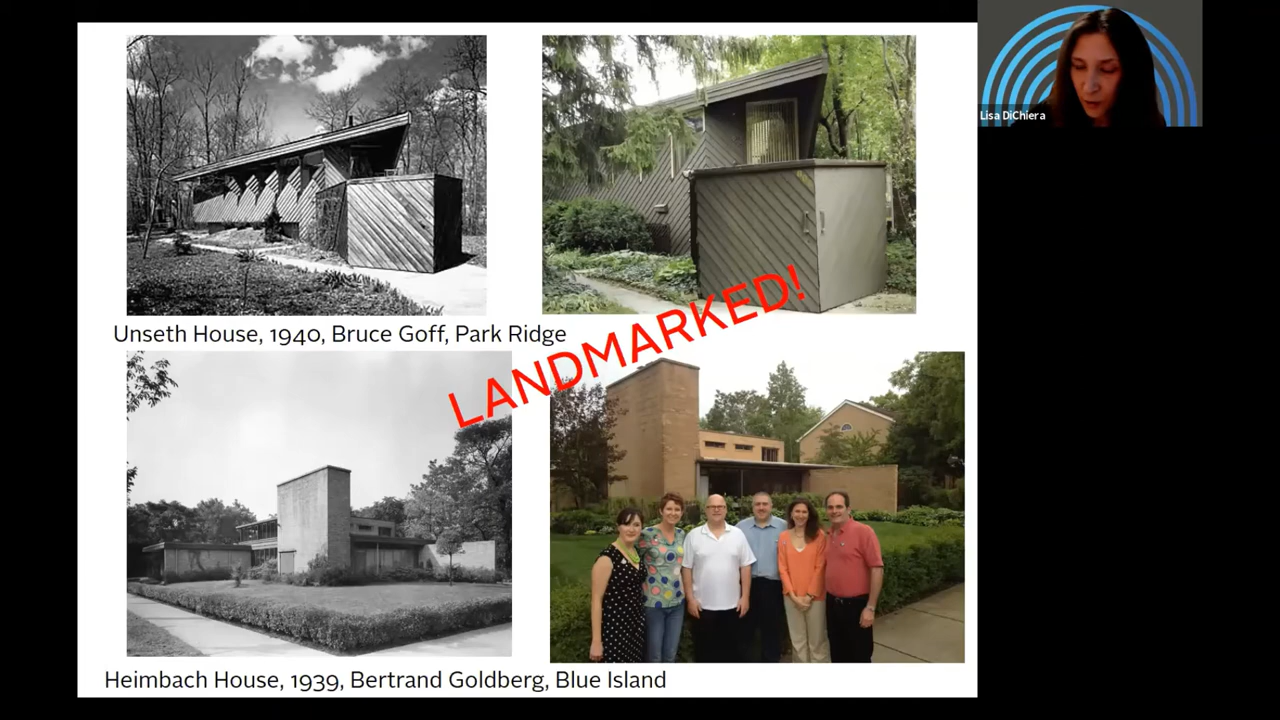 Lisa DiChiera
Unseth House, 1940, Bruce Goff, Park Ridge
LANDMARKED!
Heimbach House, 1939, Bertrand Goldberg, Blue Island